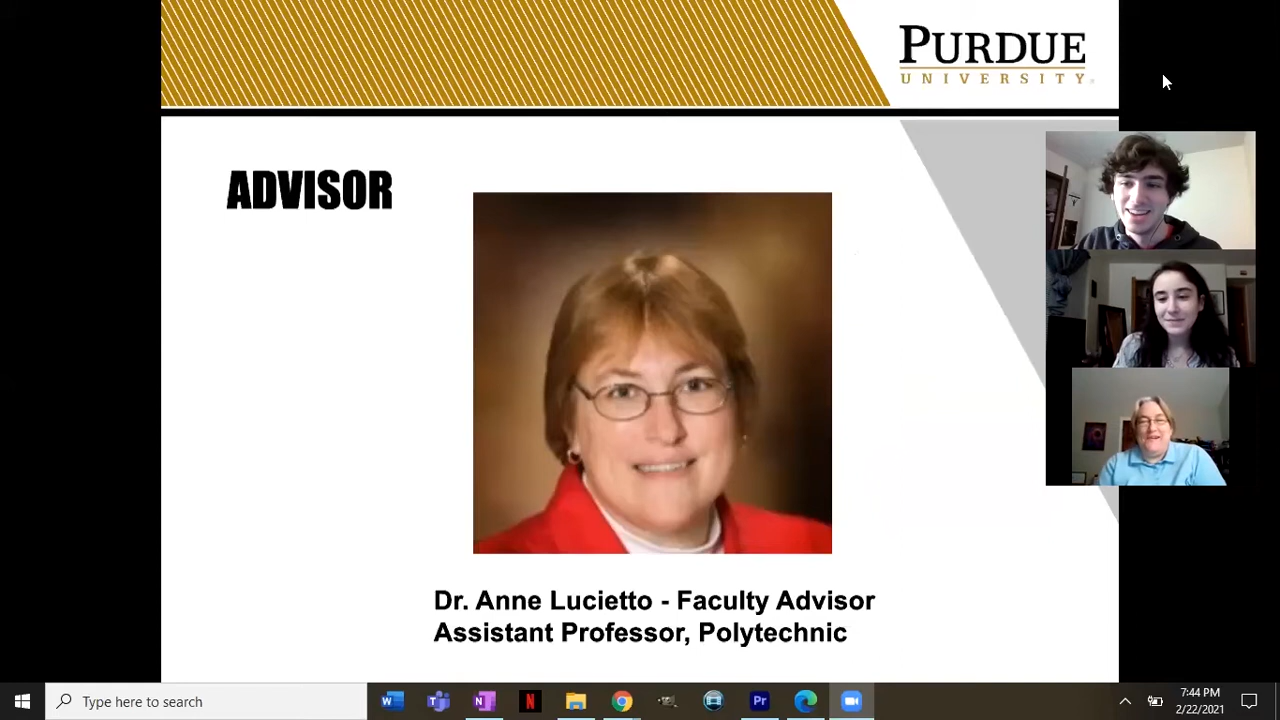 PURDUE
UNIVERSITY
ADVISOR
Dr. Anne Lucietto - Faculty Advisor
Assistant Professor, Polytechnic
Type here to search
7:44 PM
2/22/2021